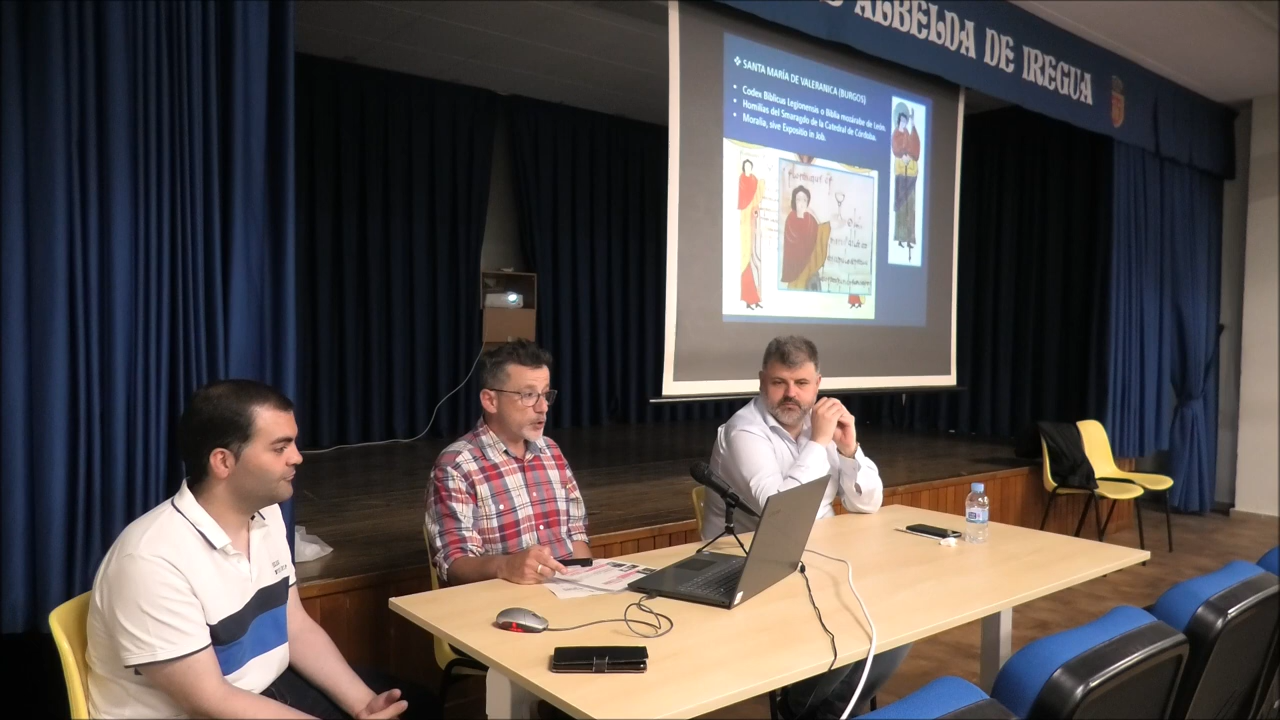 ALBELDA DE IREGUA
❖ SANTA MARÍA DE VALERANICA (BURGOS)
• Codex Biblicus Legionensis o Biblia mozárabe de León.
• Homilías del Smaragdo de la Catedral de Córdoba.
• Moralia, sive Expositio in Job.